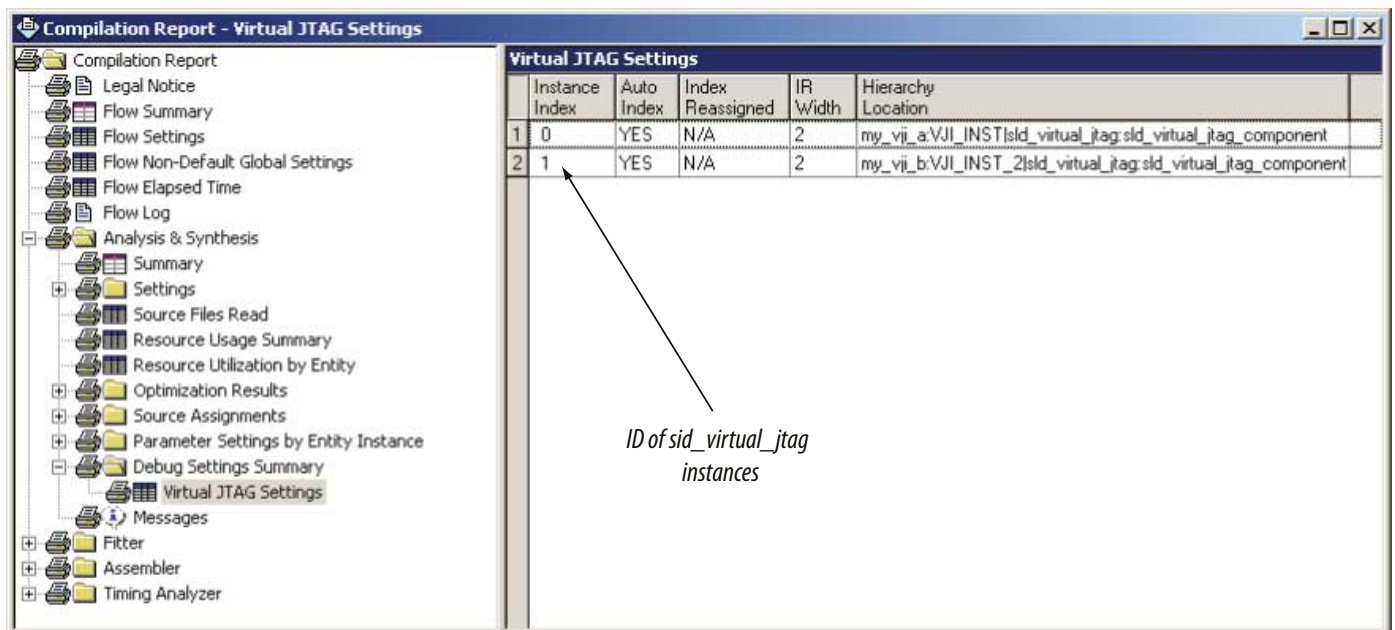 Compilation Report - Virtual JTAG Settings
Compilation Report
Legal Notice
Flow Summary
Flow Settings
Flow Non-Default Global Settings
Flow Elapsed Time
Flow Log
Analysis & Synthesis
Summary
Settings
Source Files Read
Resource Usage Summary
Resource Utilization by Entity
Optimization Results
Source Assignments
Parameter Settings by Entity Instance
Debug Settings Summary
Virtual JTAG Settings
Messages
Fitter
Assembler
Timing Analyzer
Virtual JTAG Settings
Instance Index Auto Index Index Reassigned IR Width Hierarchy Location
1 0 YES N/A 2 my_vji_a:VJI_INST|sld_virtual_jtag:sld_virtual_jtag_component
2 1 YES N/A 2 my_vji_b:VJI_INST_2|sld_virtual_jtag:sld_virtual_jtag_component
ID of sid_virtual_jtag
instances